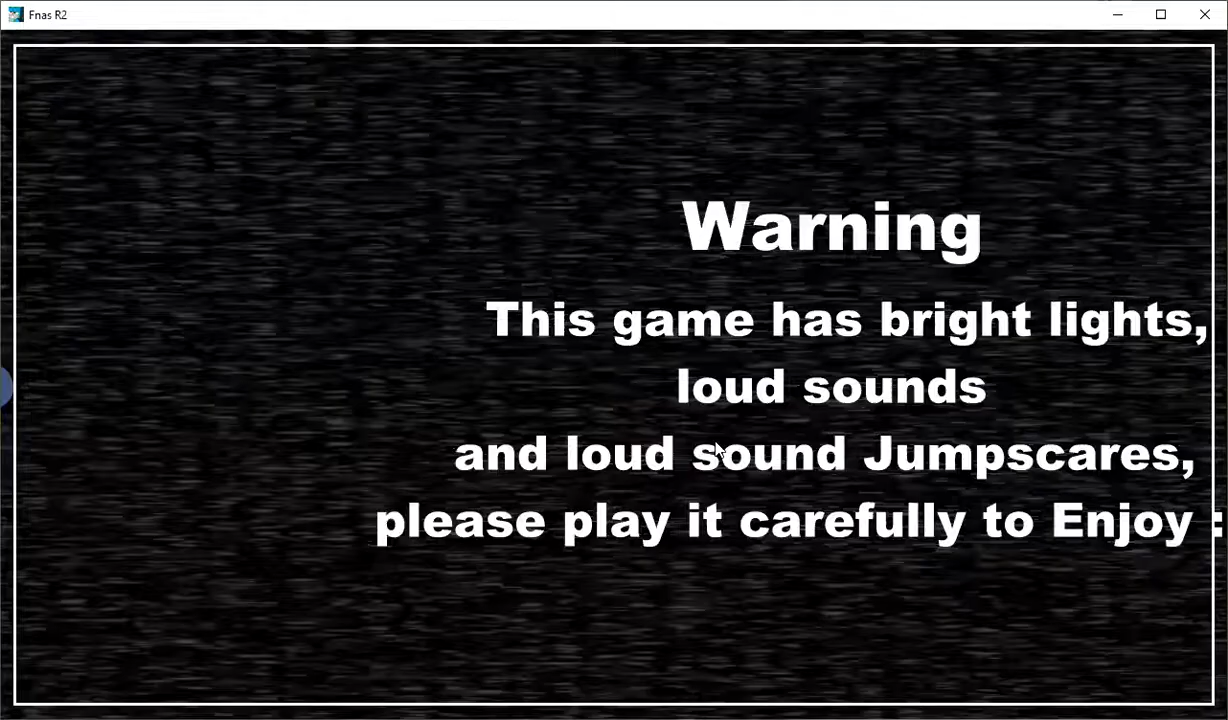 Fnas R2
Warning
This game has bright lights,
loud sounds
and loud sound Jumpscares,
please play it carefully to Enjoy :